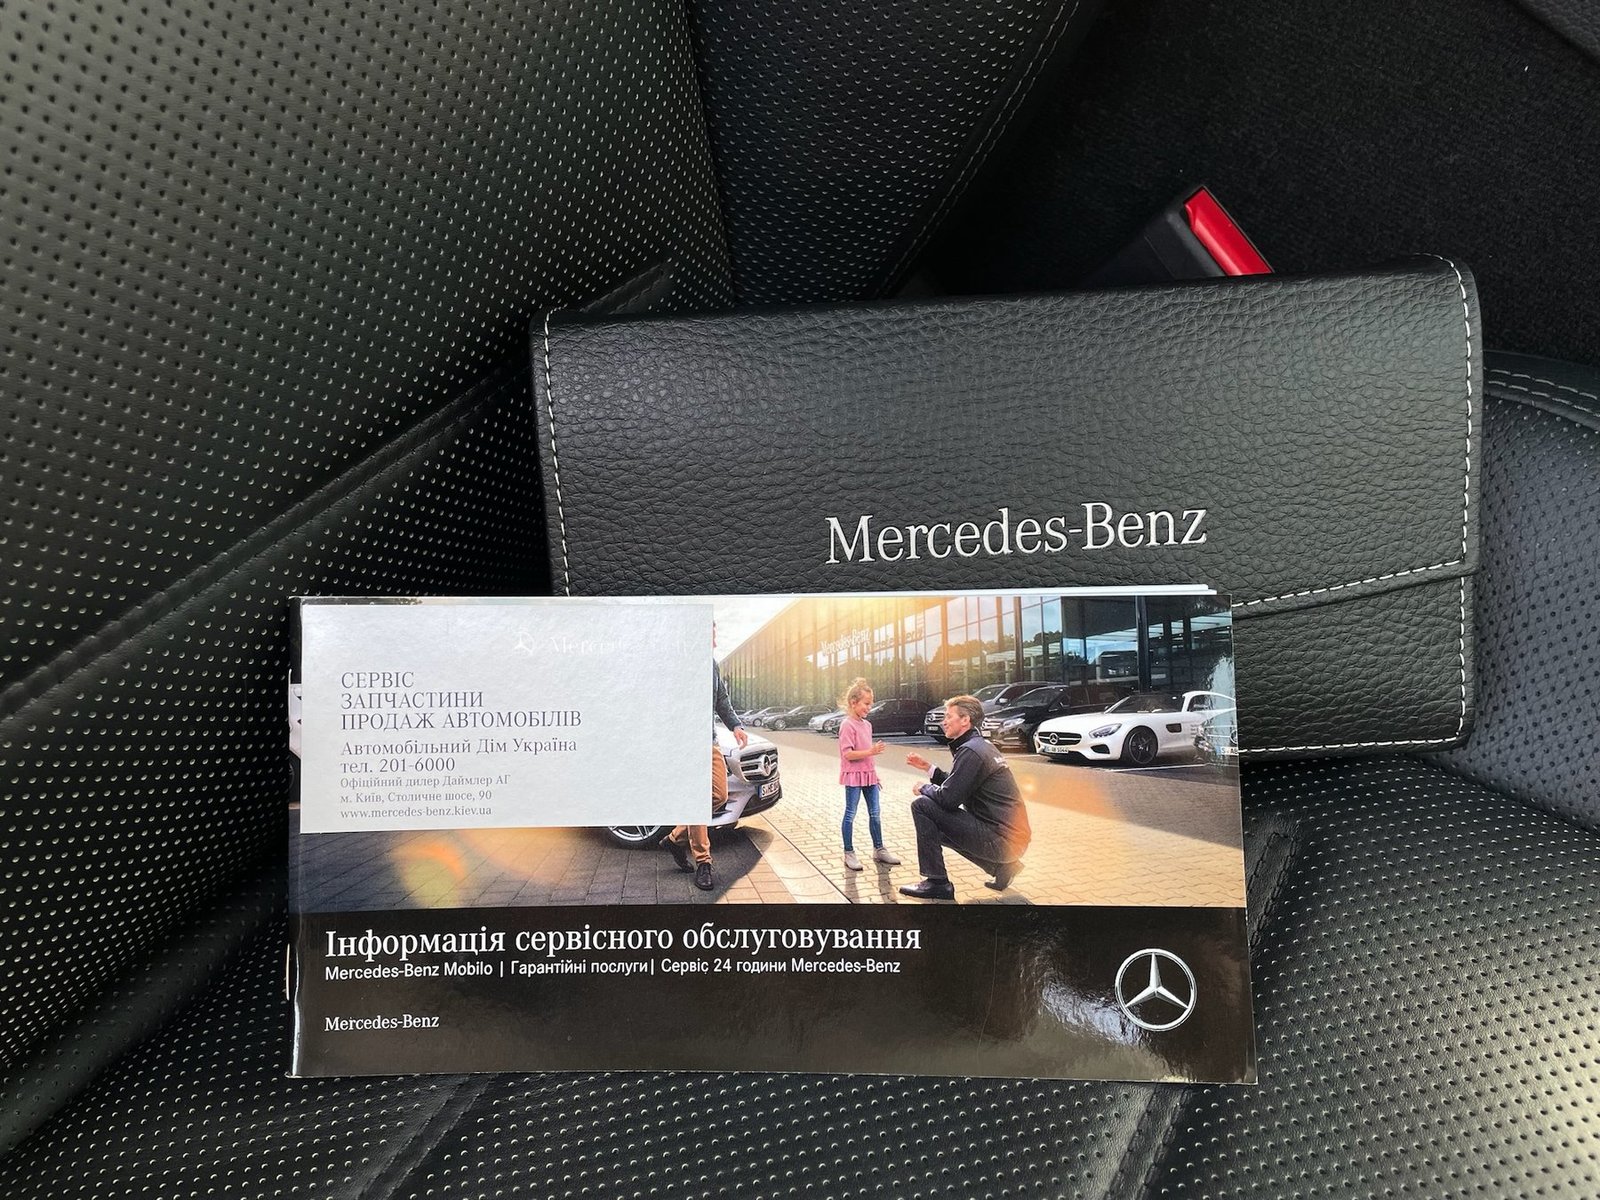 Mercedes-Benz
СЕРВІС
ЗАПЧАСТИНИ
ПРОДАЖ АВТОМОБІЛІВ
Автомобільний Дім Україна
тел. 201-6000
Офіційний дилер Даймлер АГ
м. Київ, Столичне шосе, 90
www.mercedes-benz.kiev.ua
Mercedes-Benz
Інформація сервісного обслуговування
Mercedes-Benz Mobilo | Гарантійні послуги | Сервіс 24 години Mercedes-Benz
Mercedes-Benz